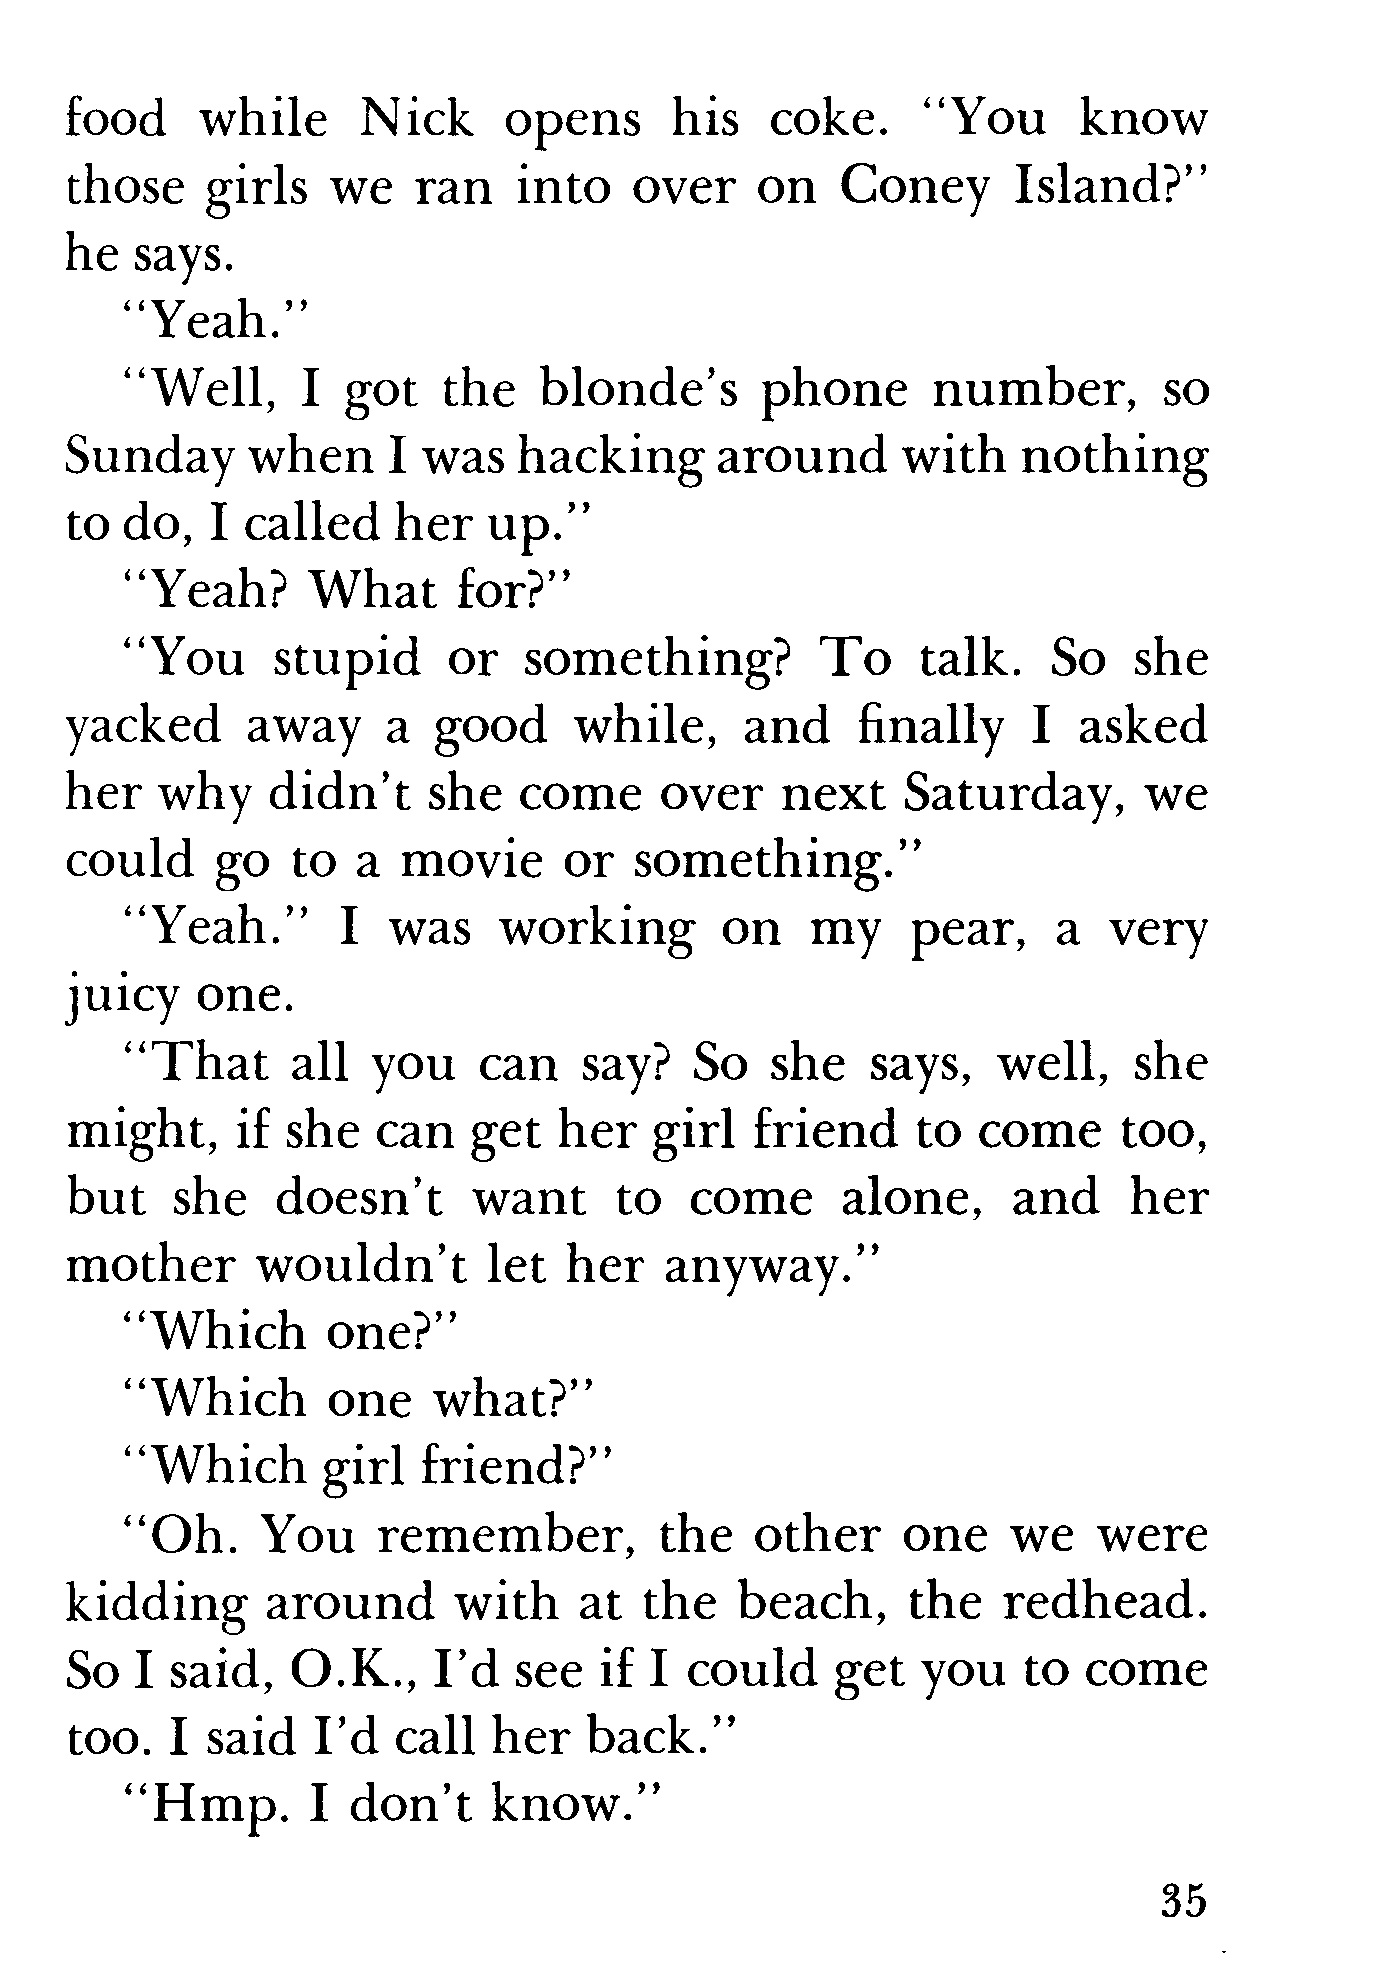 food while Nick opens his coke. “You know
those girls we ran into over on Coney Island?”
he says.
“Yeah.”
“Well, I got the blonde’s phone number, so
Sunday when I was hacking around with nothing
to do, I called her up.”
“Yeah? What for?”
“You stupid or something? To talk. So she
yacked away a good while, and finally I asked
her why didn’t she come over next Saturday, we
could go to a movie or something.”
“Yeah.” I was working on my pear, a very
juicy one.
“That all you can say? So she says, well, she
might, if she can get her girl friend to come too,
but she doesn’t want to come alone, and her
mother wouldn’t let her anyway.”
“Which one?”
“Which one what?”
“Which girl friend?”
“Oh. You remember, the other one we were
kidding around with at the beach, the redhead.
So I said, O.K., I’d see if I could get you to come
too. I said I’d call her back.”
“Hmp. I don’t know.”
35